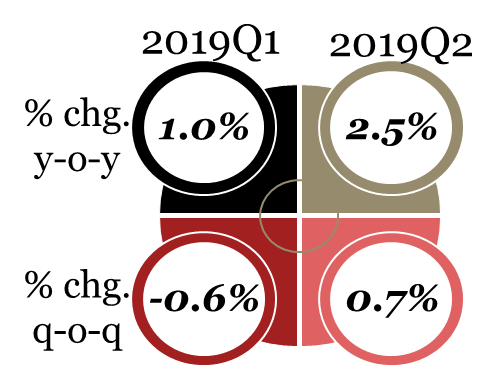 2019Q1 2019Q2
% chg.
y-o-y
1.0% 2.5%
% chg.
q-o-q
-0.6% 0.7%